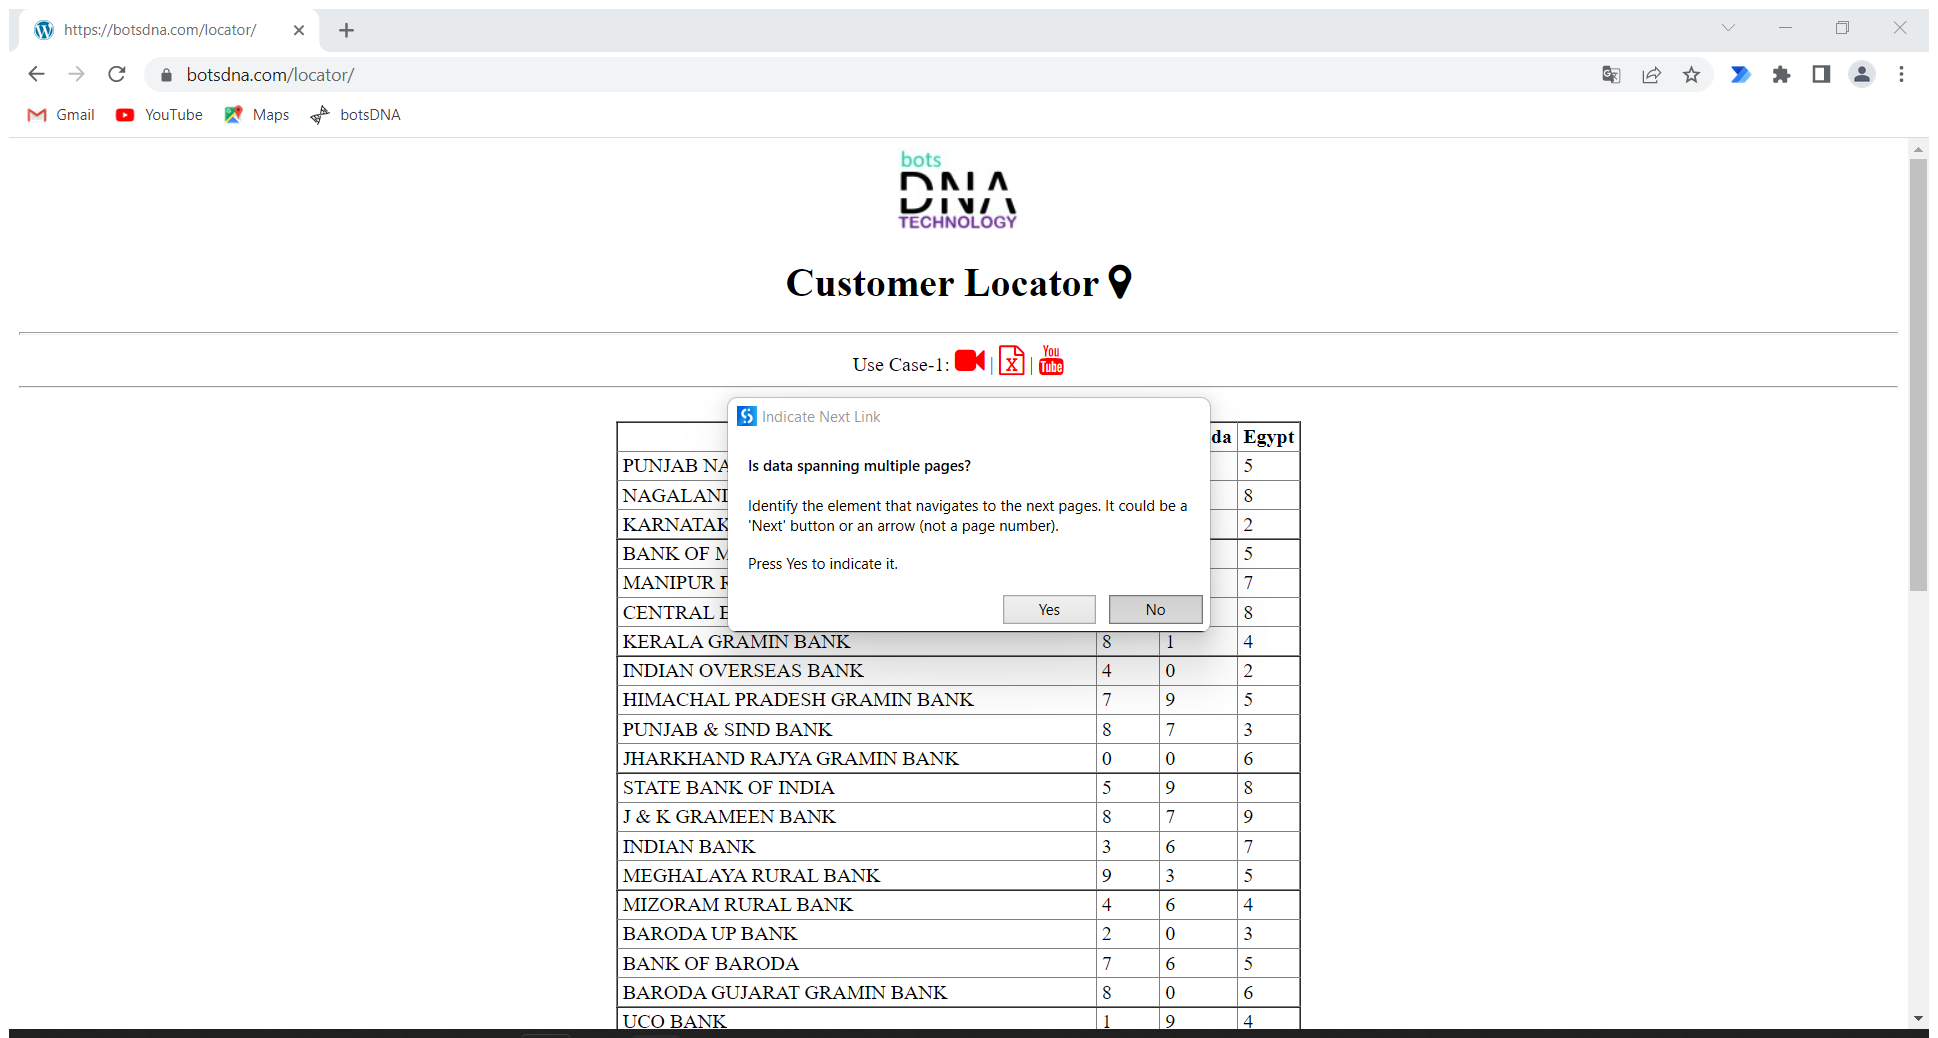 https://botsdna.com/locator/
botsdna.com/locator/
Gmail YouTube Maps botsDNA
bots
DNA
TECHNOLOGY
Customer Locator
Use Case-1: | X | You Tube
Indicate Next Link
Is data spanning multiple pages?
Identify the element that navigates to the next pages. It could be a
'Next' button or an arrow (not a page number).
Press Yes to indicate it.
Yes No
da Egypt
PUNJAB NA 5
NAGALAND 8
KARNATAK 2
BANK OF M 5
MANIPUR R 7
CENTRAL B 8
KERALA GRAMIN BANK 8 1 4
INDIAN OVERSEAS BANK 4 0 2
HIMACHAL PRADESH GRAMIN BANK 7 9 5
PUNJAB & SIND BANK 8 7 3
JHARKHAND RAJYA GRAMIN BANK 0 0 6
STATE BANK OF INDIA 5 9 8
J & K GRAMEEN BANK 8 7 9
INDIAN BANK 3 6 7
MEGHALAYA RURAL BANK 9 3 5
MIZORAM RURAL BANK 4 6 4
BARODA UP BANK 2 0 3
BANK OF BARODA 7 6 5
BARODA GUJARAT GRAMIN BANK 8 0 6
UCO BANK 1 9 4